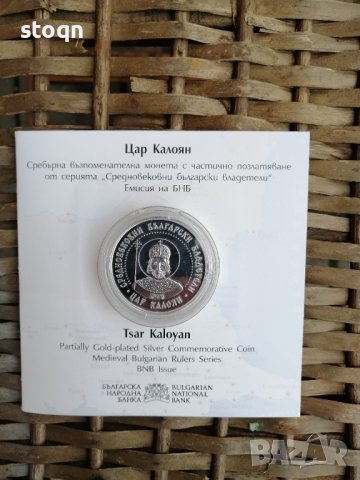 stoqn
Цар Калоян
Сребърна възпоменателна монета с частично позлатяване
от серията „Средновековни български владетели“
Емисия на БНБ
СРЕДНОВЕКОВНИ БЪЛГАРСКИ ВЛАДЕТЕЛИ
ЦАР КАЛОЯН
Tsar Kaloyan
Partially Gold-plated Silver Commemorative Coin
Medieval Bulgarian Rulers Series
BNB Issue
БЪЛГАРСКА BULGARIAN
НАРОДНА NATIONAL
БАНКА BANK
BAZAR